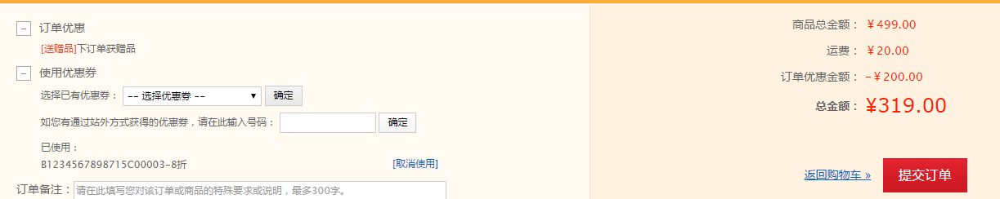 订单优惠
[送赠品]下订单获赠品
使用优惠券
选择已有优惠券： -- 选择优惠券 -- 确定
如您有通过站外方式获得的优惠券，请在此输入号码： 确定
已使用：
B1234567898715C00003-8折 [取消使用]
订单备注： 请在此填写您对该订单或商品的特殊要求或说明，最多300字。
商品总金额： ￥499.00
运费： ￥20.00
订单优惠金额： -￥200.00
总金额： ¥319.00
返回购物车 » 提交订单